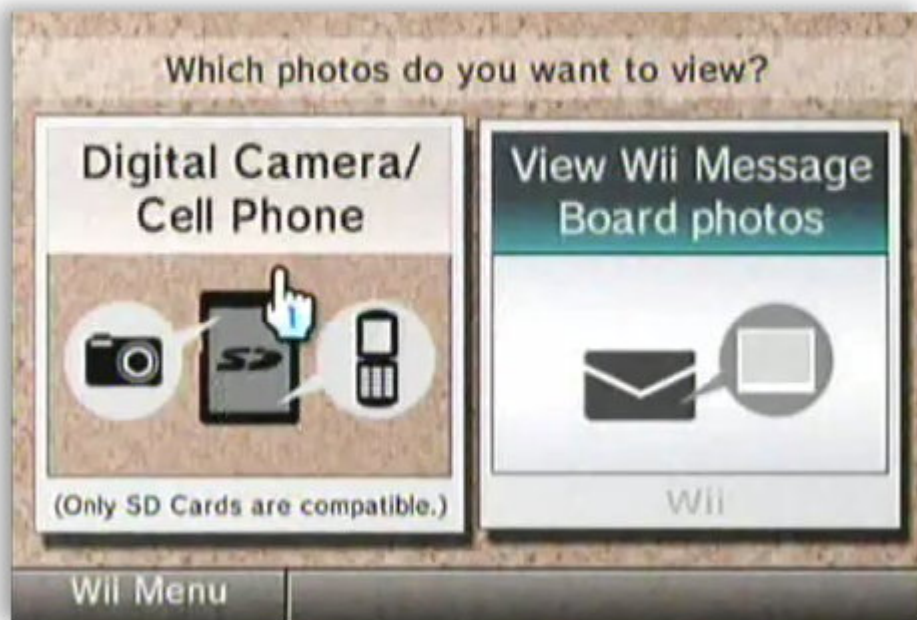 Which photos do you want to view?
Digital Camera/
Cell Phone
SD
(Only SD Cards are compatible.)
View Wii Message
Board photos
Wii
Wii Menu
1